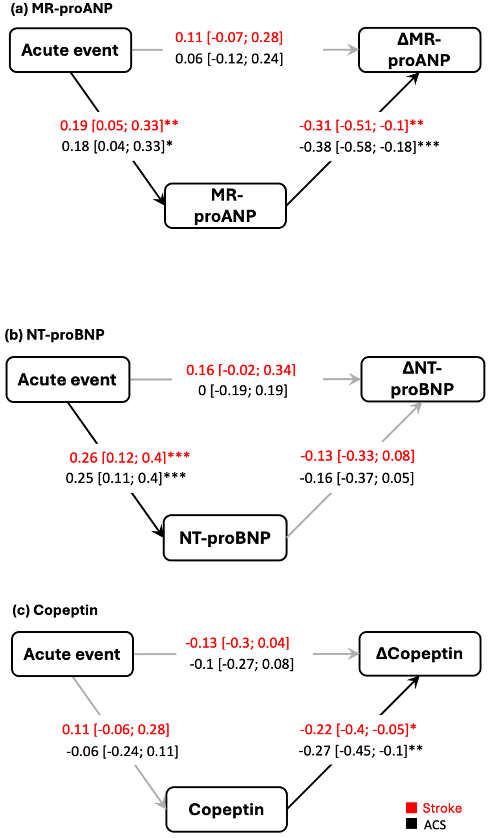 (a) MR-proANP
Acute event
0.11 [-0.07; 0.28]
0.06 [-0.12; 0.24]
ΔMR-
proANP
0.19 [0.05; 0.33]**
0.18 [0.04; 0.33]*
-0.31 [-0.51; -0.1]**
-0.38 [-0.58; -0.18]***
MR-
proANP
(b) NT-proBNP
Acute event
0.16 [-0.02; 0.34]
0 [-0.19; 0.19]
ΔNT-
proBNP
0.26 [0.12; 0.4]***
0.25 [0.11; 0.4]***
-0.13 [-0.33; 0.08]
-0.16 [-0.37; 0.05]
NT-proBNP
(c) Copeptin
Acute event
-0.13 [-0.3; 0.04]
-0.1 [-0.27; 0.08]
ΔCopeptin
0.11 [-0.06; 0.28]
-0.06 [-0.24; 0.11]
-0.22 [-0.4; -0.05]*
-0.27 [-0.45; -0.1]**
Copeptin
Stroke
ACS